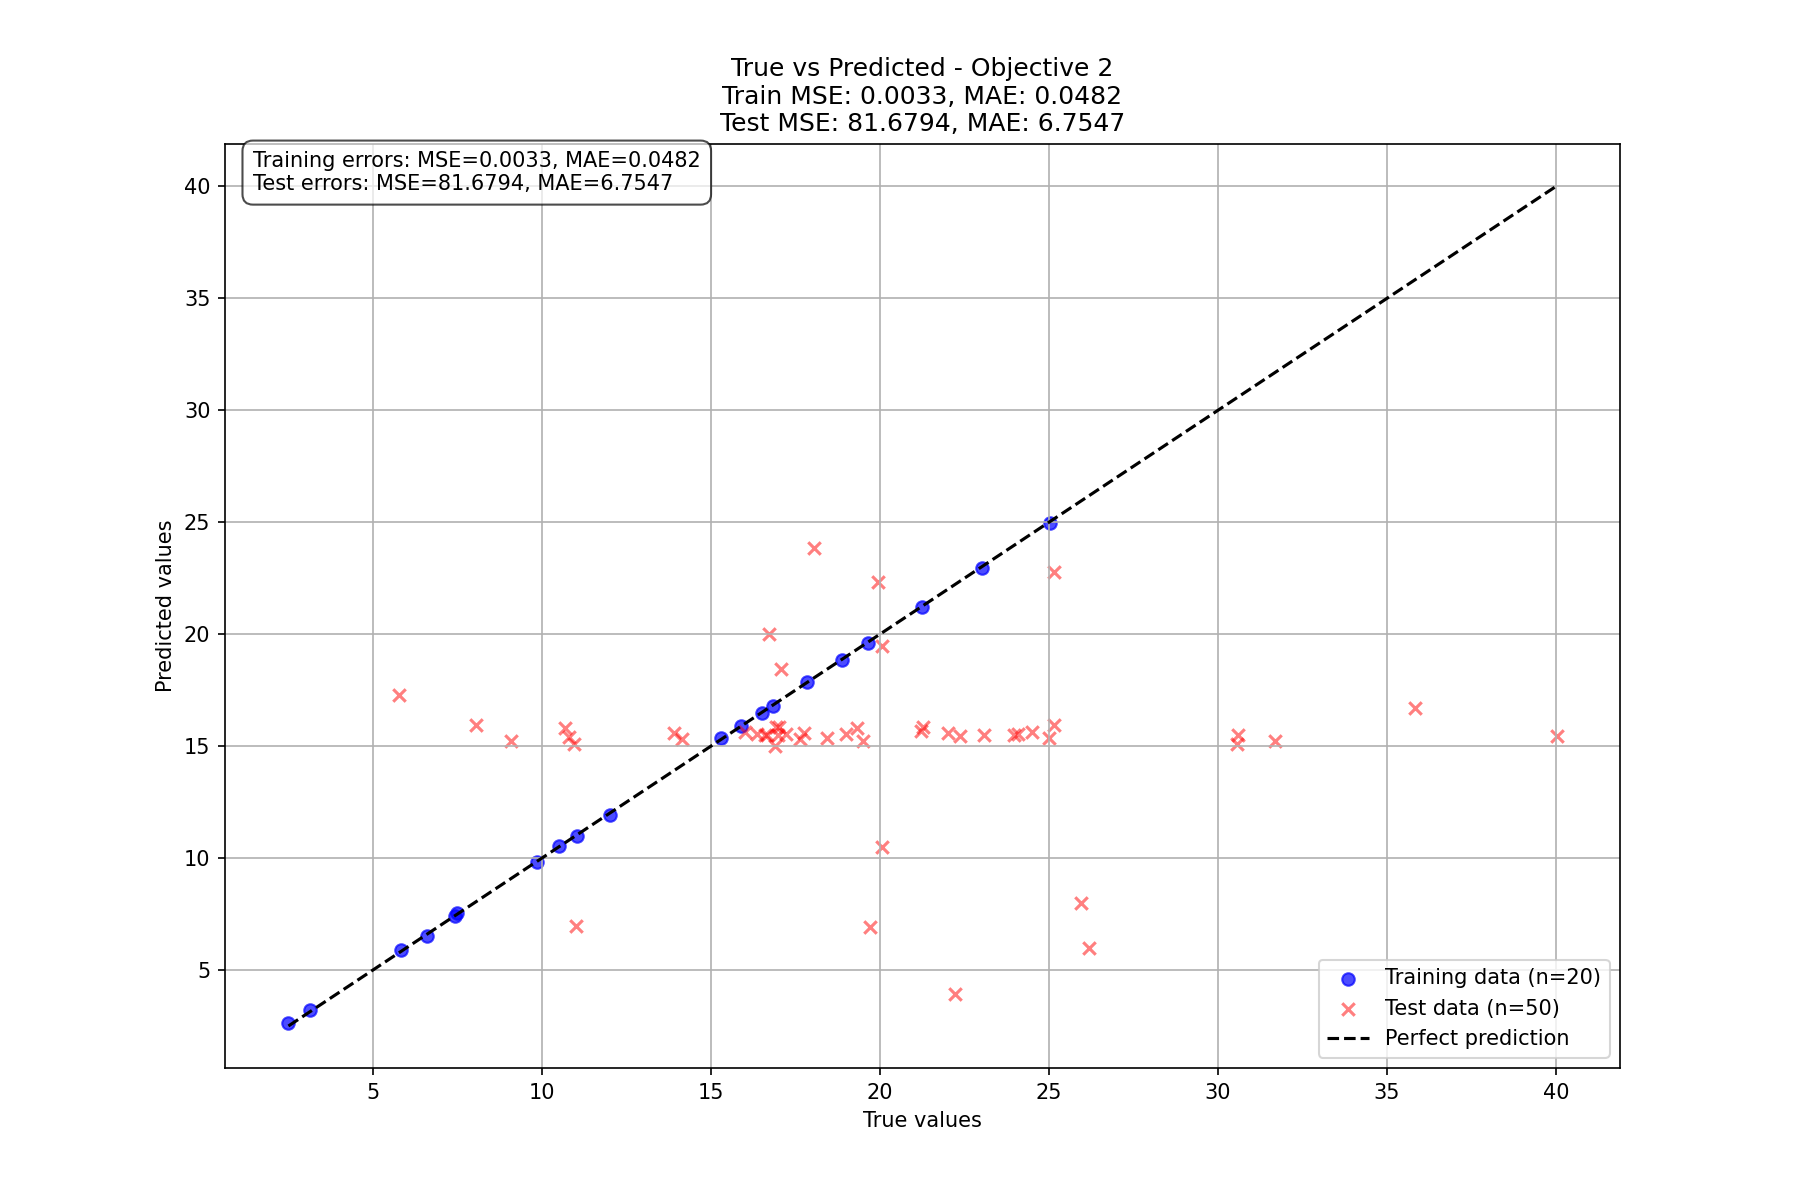 True vs Predicted - Objective 2
Train MSE: 0.0033, MAE: 0.0482
Test MSE: 81.6794, MAE: 6.7547
Training errors: MSE=0.0033, MAE=0.0482
Test errors: MSE=81.6794, MAE=6.7547
40
35
30
25
20
15
10
5
Predicted values
Training data (n=20)
Test data (n=50)
Perfect prediction
5 10 15 20 25 30 35 40
True values